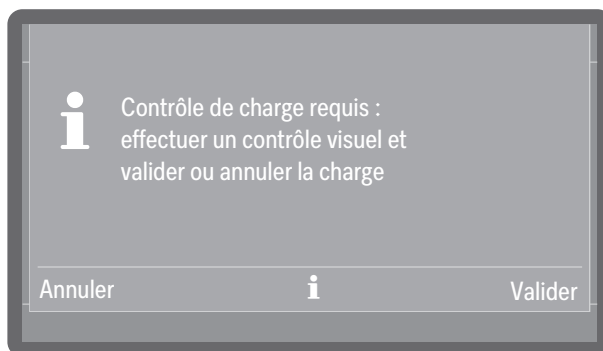 Contrôle de charge requis :
effectuer un contrôle visuel et
valider ou annuler la charge
Annuler i Valider